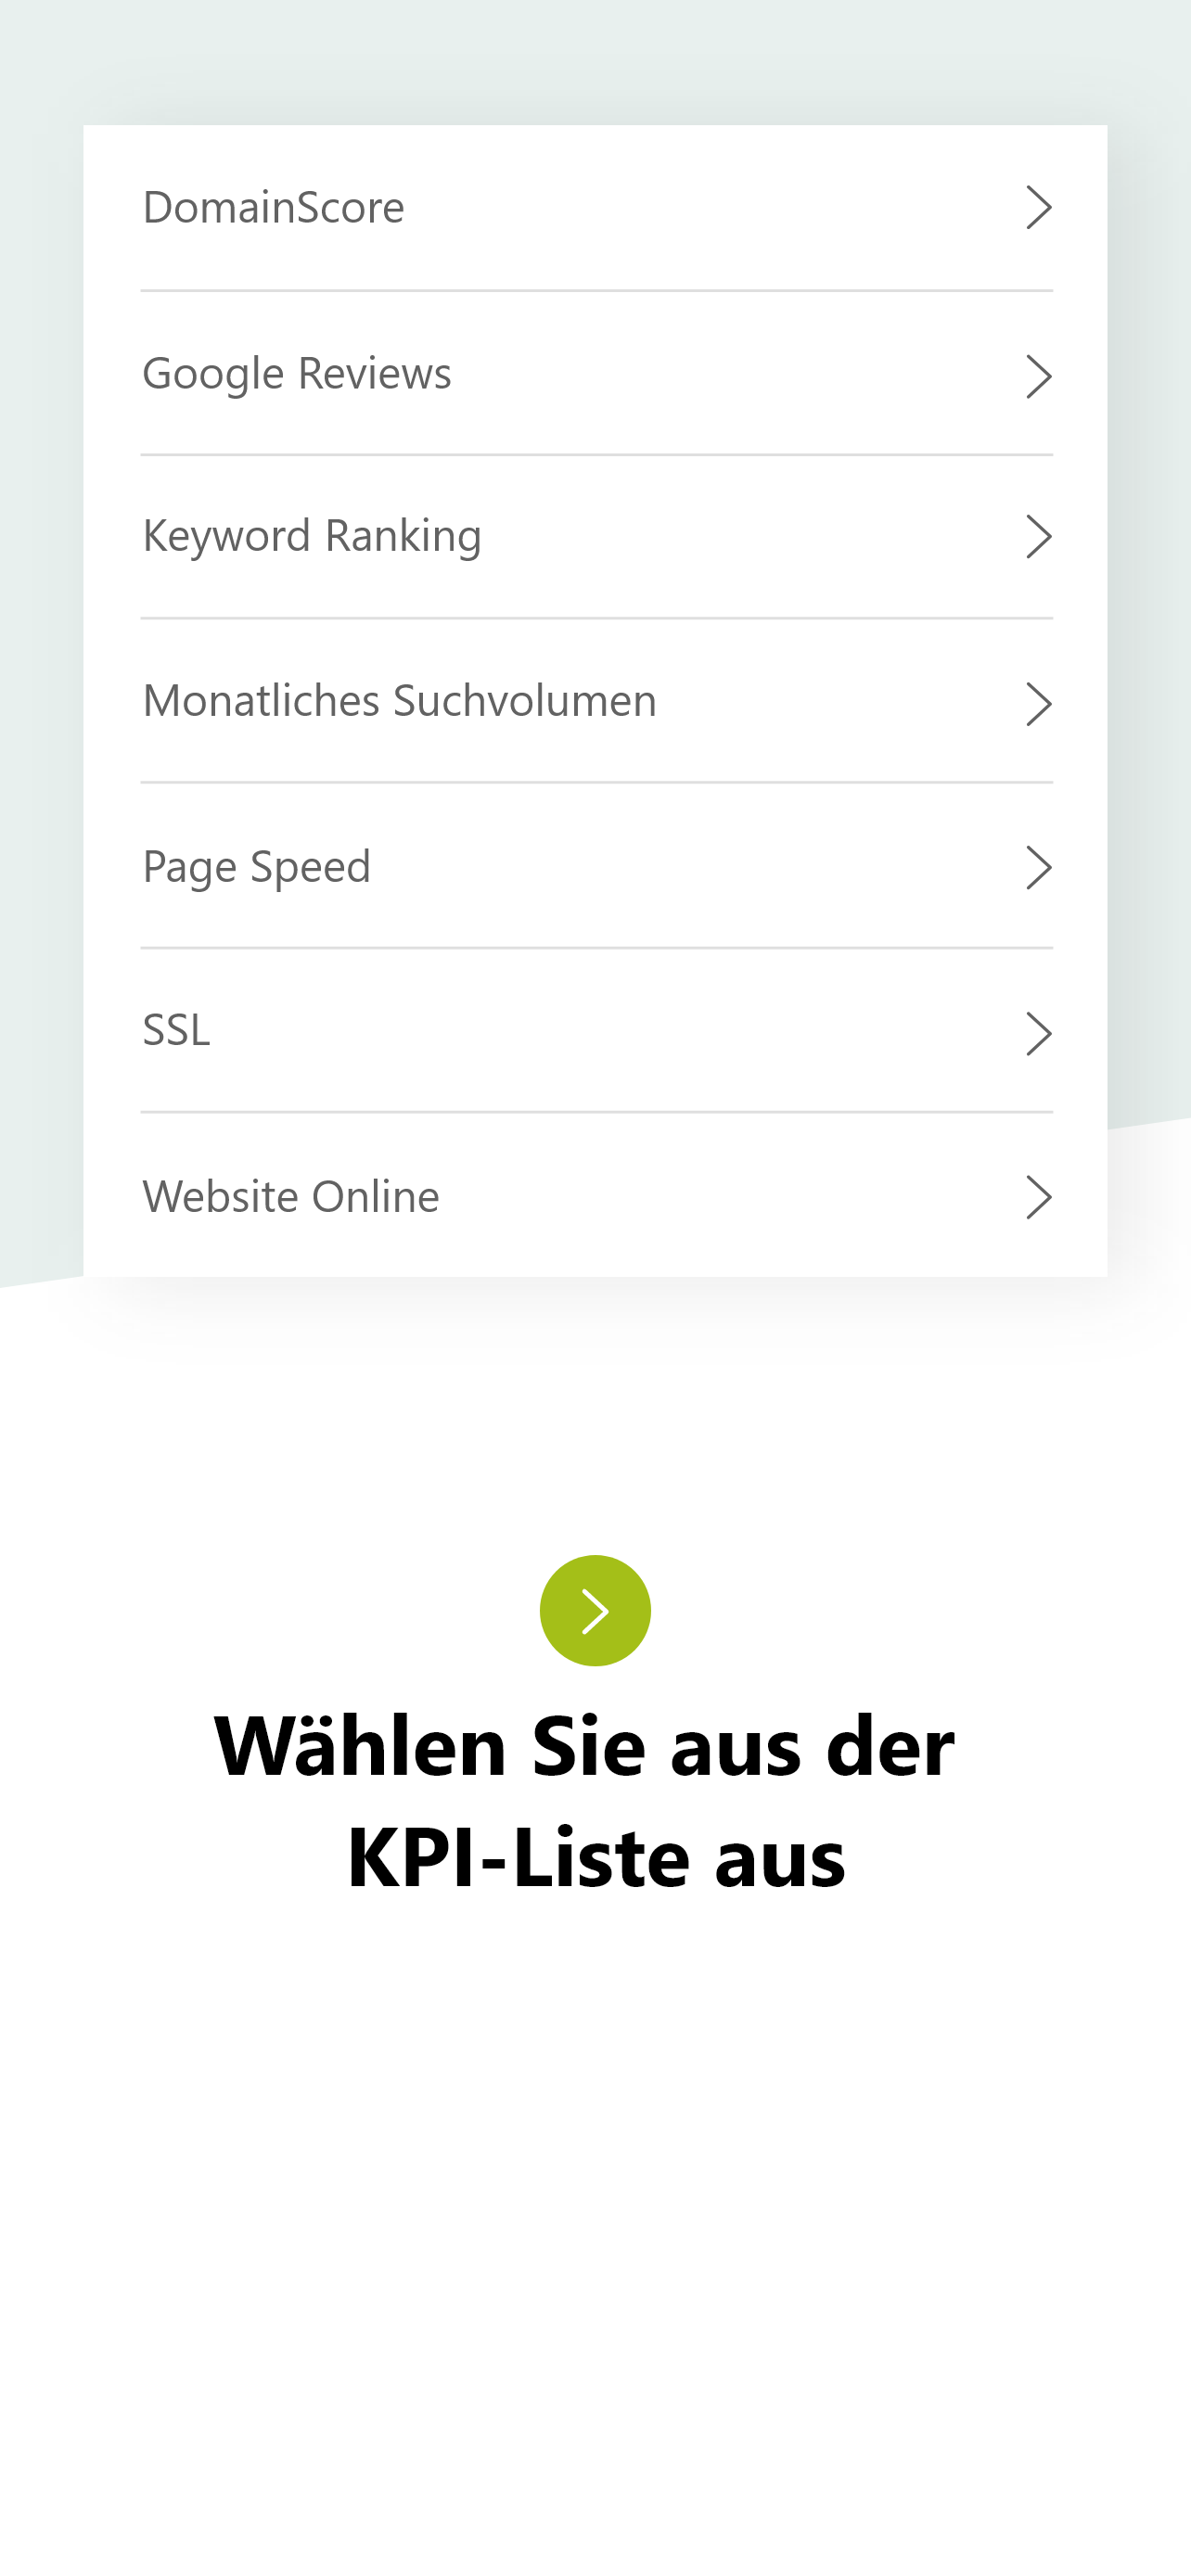 DomainScore
Google Reviews
Keyword Ranking
Monatliches Suchvolumen
Page Speed
SSL
Website Online
Wählen Sie aus der
KPI-Liste aus